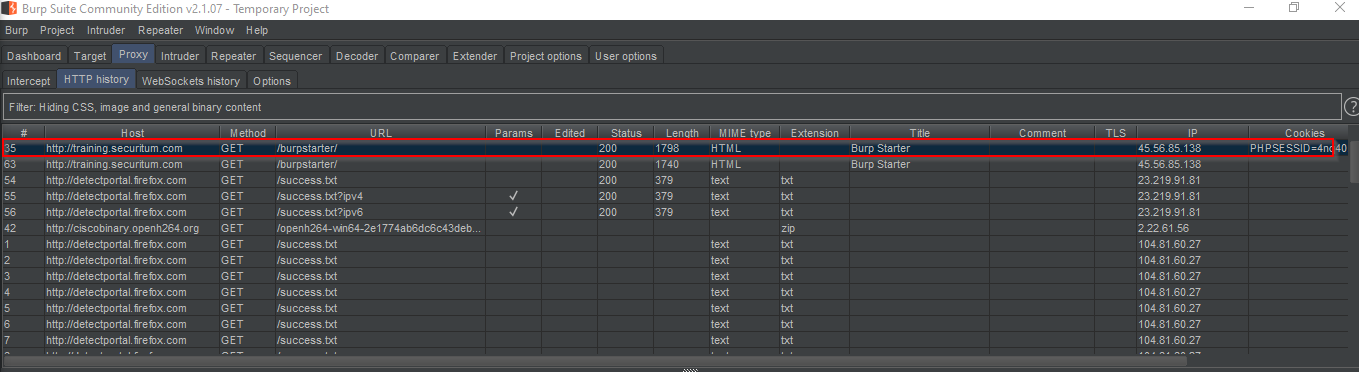 Burp Suite Community Edition v2.1.07 - Temporary Project
Burp Project Intruder Repeater Window Help
Dashboard Target Proxy Intruder Repeater Sequencer Decoder Comparer Extender Project options User options
Intercept HTTP history WebSockets history Options
Filter: Hiding CSS, image and general binary content ?
# Host Method URL Params Edited Status Length MIME type Extension Title Comment TLS IP Cookies
35 http://training.securitum.com GET /burpstarter/ 200 1798 HTML Burp Starter 45.56.85.138
63 http://training.securitum.com GET /burpstarter/ 200 1740 HTML Burp Starter 45.56.85.138
54 http://detectportal.firefox.com GET /success.txt 200 379 text txt 23.219.91.81
55 http://detectportal.firefox.com GET /success.txt?ipv4 ✓ 200 379 text txt 23.219.91.81
56 http://detectportal.firefox.com GET /success.txt?ipv6 ✓ 200 379 text txt 23.219.91.81
42 http://ciscobinary.openh264.org GET /openh264-win64-2e1774ab6dc6c43deb... zip 2.22.61.56
1 http://detectportal.firefox.com GET /success.txt text txt 104.81.60.27
2 http://detectportal.firefox.com GET /success.txt text txt 104.81.60.27
3 http://detectportal.firefox.com GET /success.txt text txt 104.81.60.27
4 http://detectportal.firefox.com GET /success.txt text txt 104.81.60.27
5 http://detectportal.firefox.com GET /success.txt text txt 104.81.60.27
6 http://detectportal.firefox.com GET /success.txt text txt 104.81.60.27
7 http://detectportal.firefox.com GET /success.txt text txt 104.81.60.27